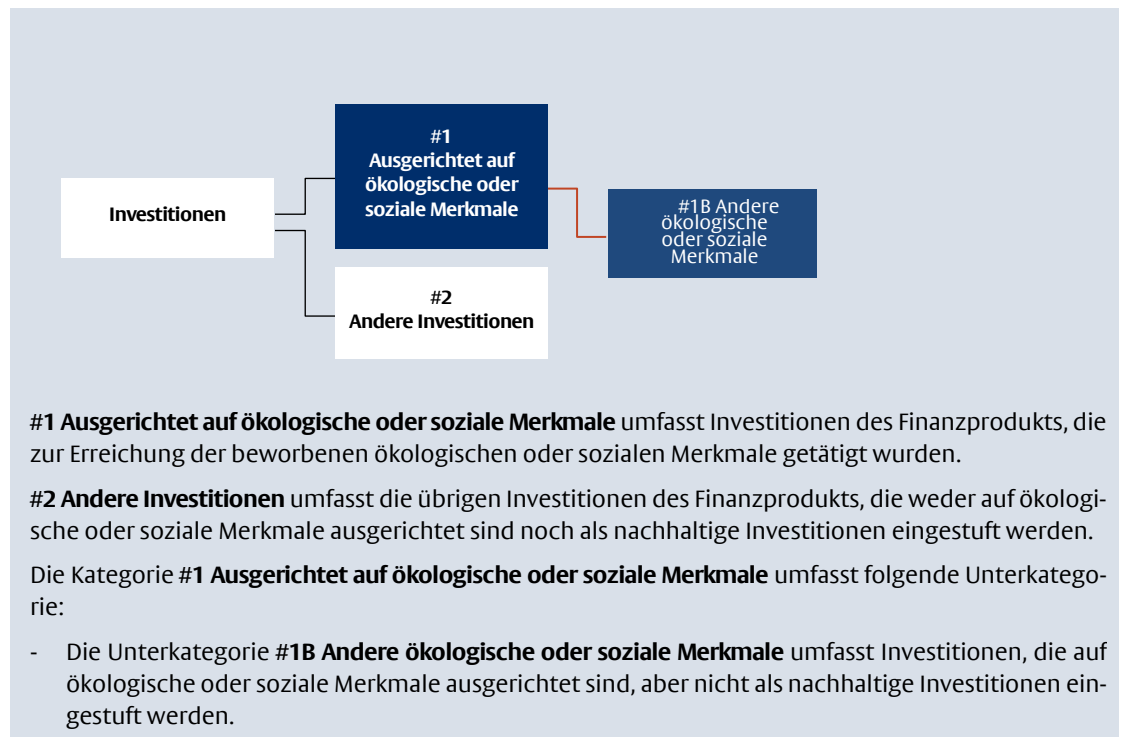 #1
Ausgerichtet auf
ökologische oder
soziale Merkmale
Investitionen
#1B Andere
ökologische
oder soziale
Merkmale
#2
Andere Investitionen
#1 Ausgerichtet auf ökologische oder soziale Merkmale umfasst Investitionen des Finanzprodukts, die
zur Erreichung der beworbenen ökologischen oder sozialen Merkmale getätigt wurden.
#2 Andere Investitionen umfasst die übrigen Investitionen des Finanzprodukts, die weder auf ökologi-
sche oder soziale Merkmale ausgerichtet sind noch als nachhaltige Investitionen eingestuft werden.
Die Kategorie #1 Ausgerichtet auf ökologische oder soziale Merkmale umfasst folgende Unterkatego-
rie:
- Die Unterkategorie #1B Andere ökologische oder soziale Merkmale umfasst Investitionen, die auf
ökologische oder soziale Merkmale ausgerichtet sind, aber nicht als nachhaltige Investitionen ein-
gestuft werden.